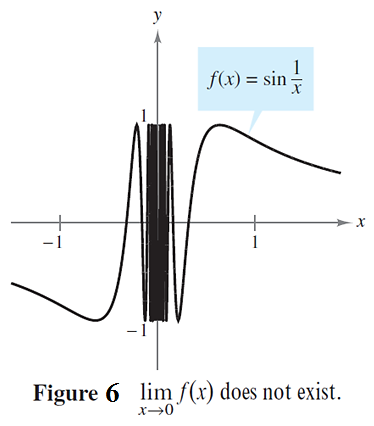 y
f(x) = sin 1/x
1
x
−1
1
−1
Figure 6 lim x→0 f(x) does not exist.